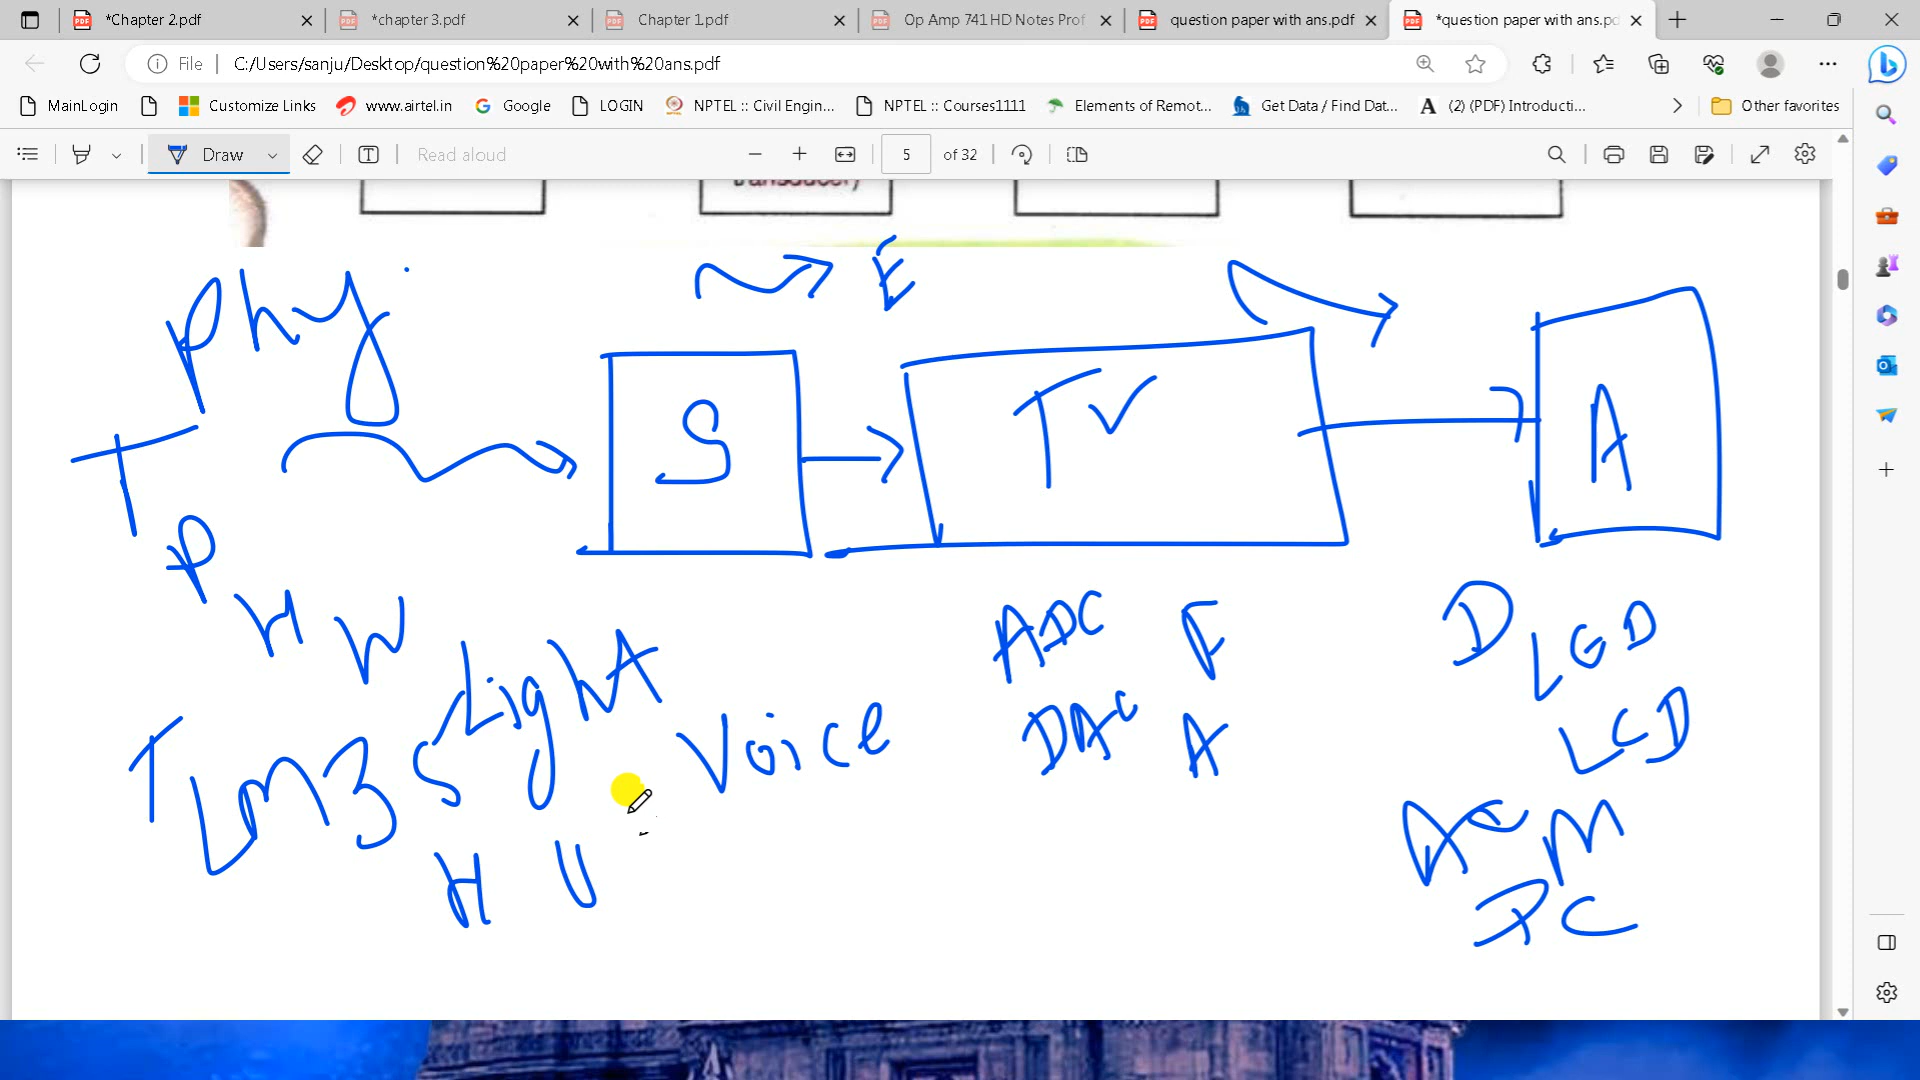 *Chapter 2.pdf
*chapter 3.pdf
Chapter 1.pdf
Op Amp 741 HD Notes Prof
question paper with ans.pdf
*question paper with ans.pd
File
C:/Users/sanju/Desktop/question%20paper%20with%20ans.pdf
MainLogin
Customize Links
www.airtel.in
Google
LOGIN
NPTEL :: Civil Engin...
NPTEL :: Courses1111
Elements of Remot...
Get Data / Find Dat...
(2) (PDF) Introducti...
Other favorites
Draw
Read aloud
5
of 32
transducer)
E
phy
S
T
A
T
P
H W
Light
Voice
ADC F
DAC A
D
LED
LCD
T LM35
H U
AC M
PC